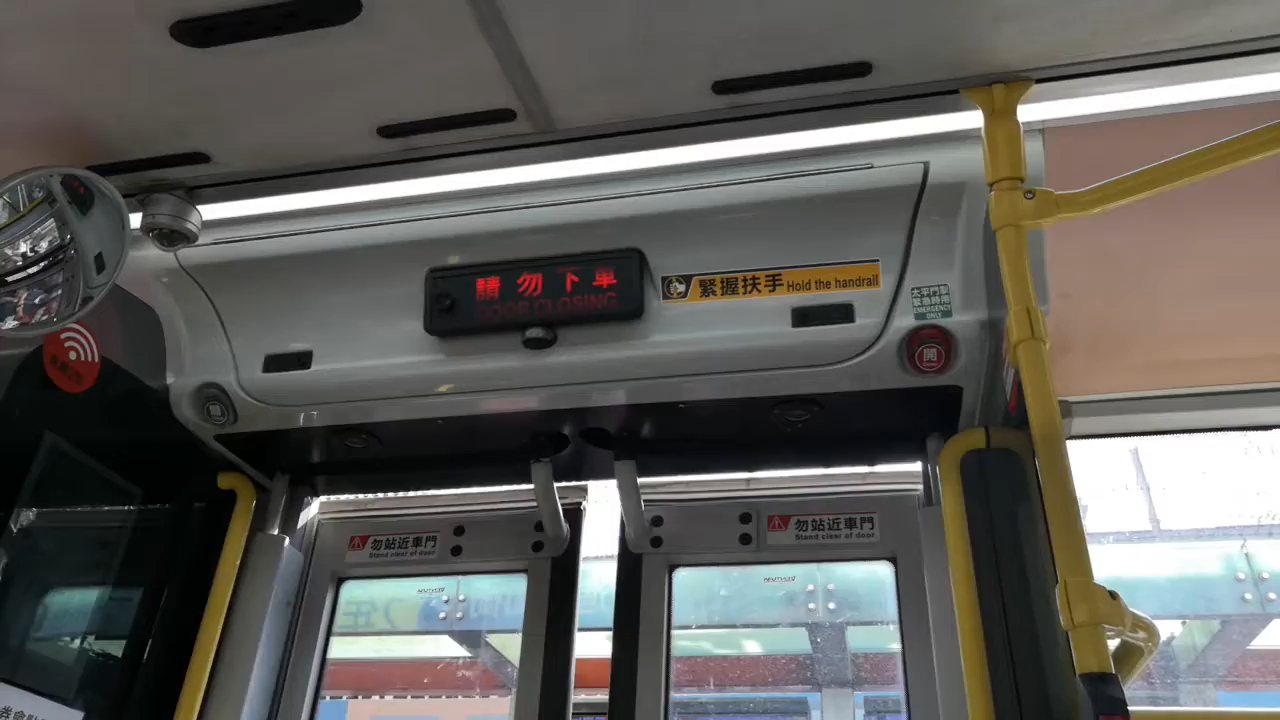 請勿下車
DOOR CLOSING
緊握扶手 Hold the handrail
太平門掣
緊急時用
EMERGENCY
ONLY
開
勿站近車門
Stand clear of door
勿站近車門
Stand clear of door